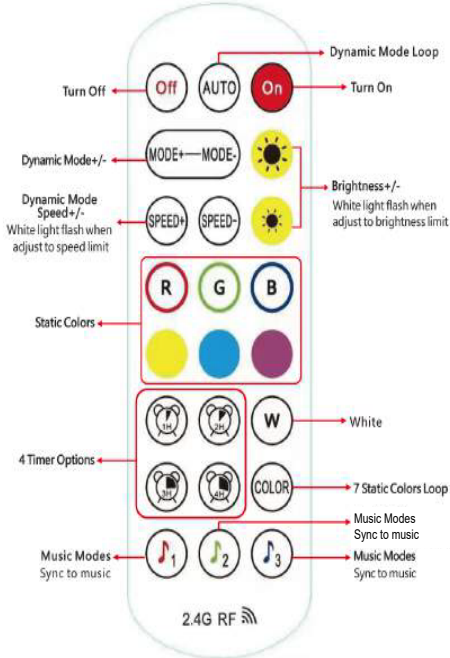 Dynamic Mode Loop
Turn Off
Off
AUTO
On
Turn On
Dynamic Mode+/-
MODE+—MODE-
Dynamic Mode
Speed+/-
White light flash when
adjust to speed limit
SPEED+
SPEED-
Brightness+/-
White light flash when
adjust to brightness limit
Static Colors
R
G
B
4 Timer Options
1H
2H
W
White
3H
4H
COLOR
7 Static Colors Loop
Music Modes
Sync to music
Music Modes
Sync to music
1
2
3
Music Modes
Sync to music
2.4G RF